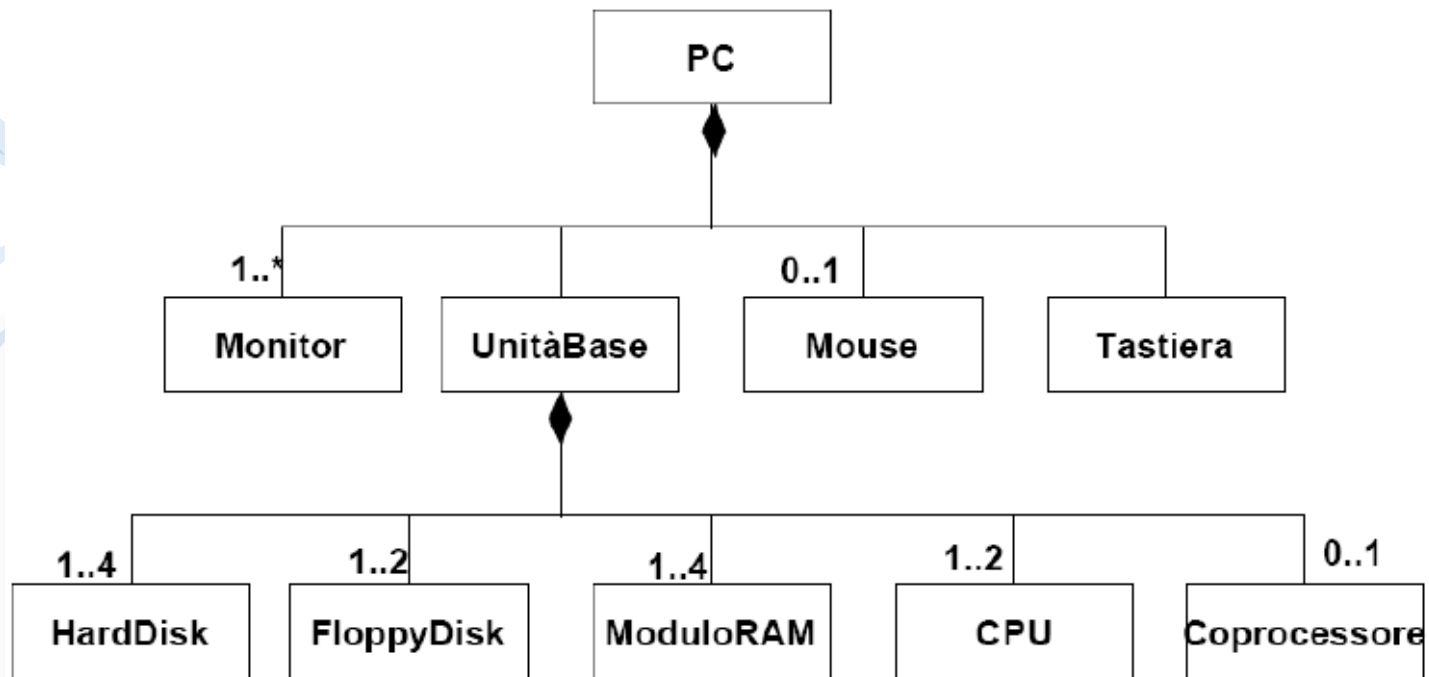 PC
1..*
0..1
Monitor
UnitàBase
Mouse
Tastiera
1..4
1..2
1..4
1..2
0..1
HardDisk
FloppyDisk
ModuloRAM
CPU
Coprocessore